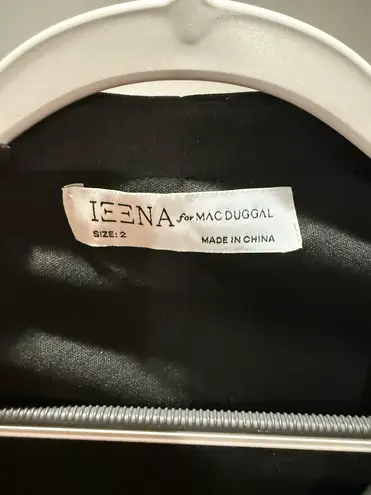 IEENA for MAC DUGGAL
SIZE: 2 MADE IN CHINA